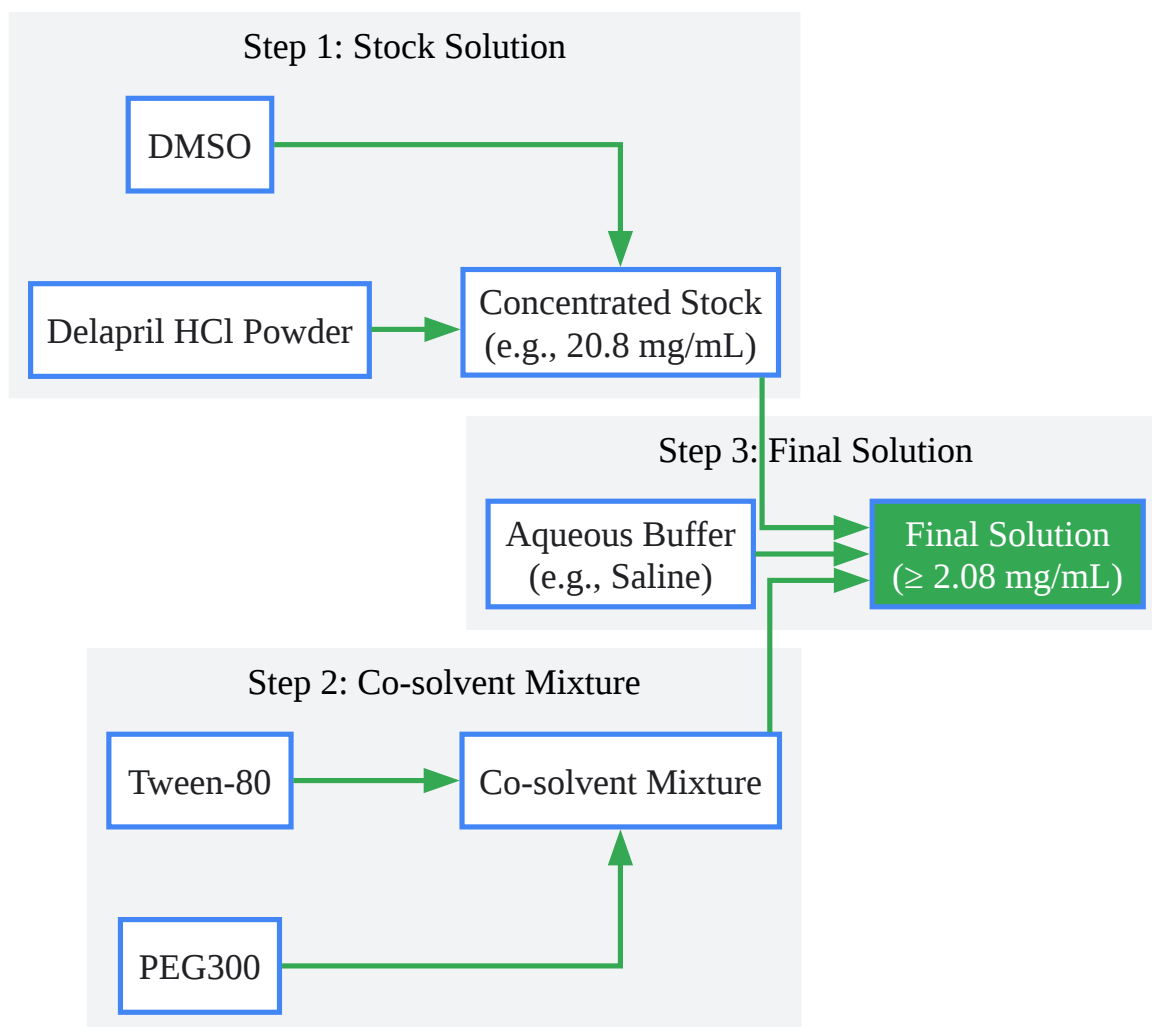 Step 1: Stock Solution
DMSO
Delapril HCl Powder
Concentrated Stock
(e.g., 20.8 mg/mL)
Step 3: Final Solution
Aqueous Buffer
(e.g., Saline)
Final Solution
(≥ 2.08 mg/mL)
Step 2: Co-solvent Mixture
Tween-80
Co-solvent Mixture
PEG300